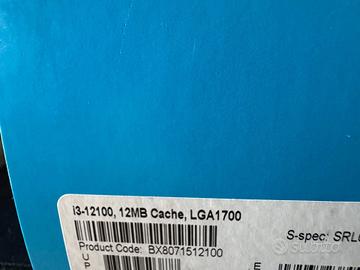 i3-12100, 12MB Cache, LGA1700
S-spec: SRL
Product Code: BX8071512100
U
P
E